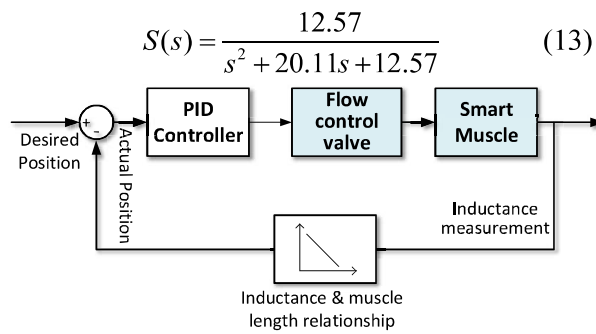 S(s) = 12.57 / (s² + 20.11s + 12.57) (13)
PID Controller
Flow control valve
Smart Muscle
+
-
Desired Position
Actual Position
Inductance measurement
Inductance & muscle length relationship